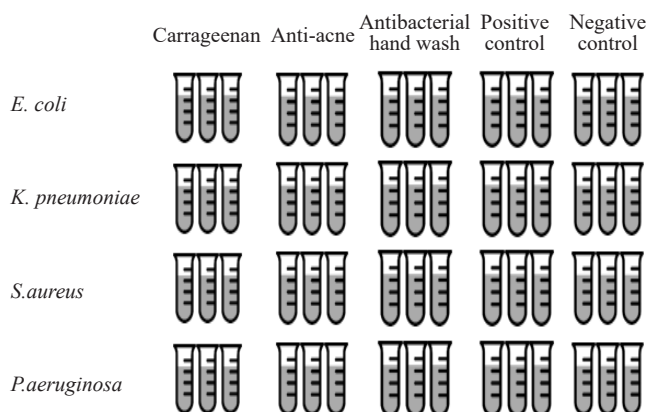 Carrageenan Anti-acne Antibacterial hand wash Positive control Negative control
E. coli
K. pneumoniae
S.aureus
P.aeruginosa